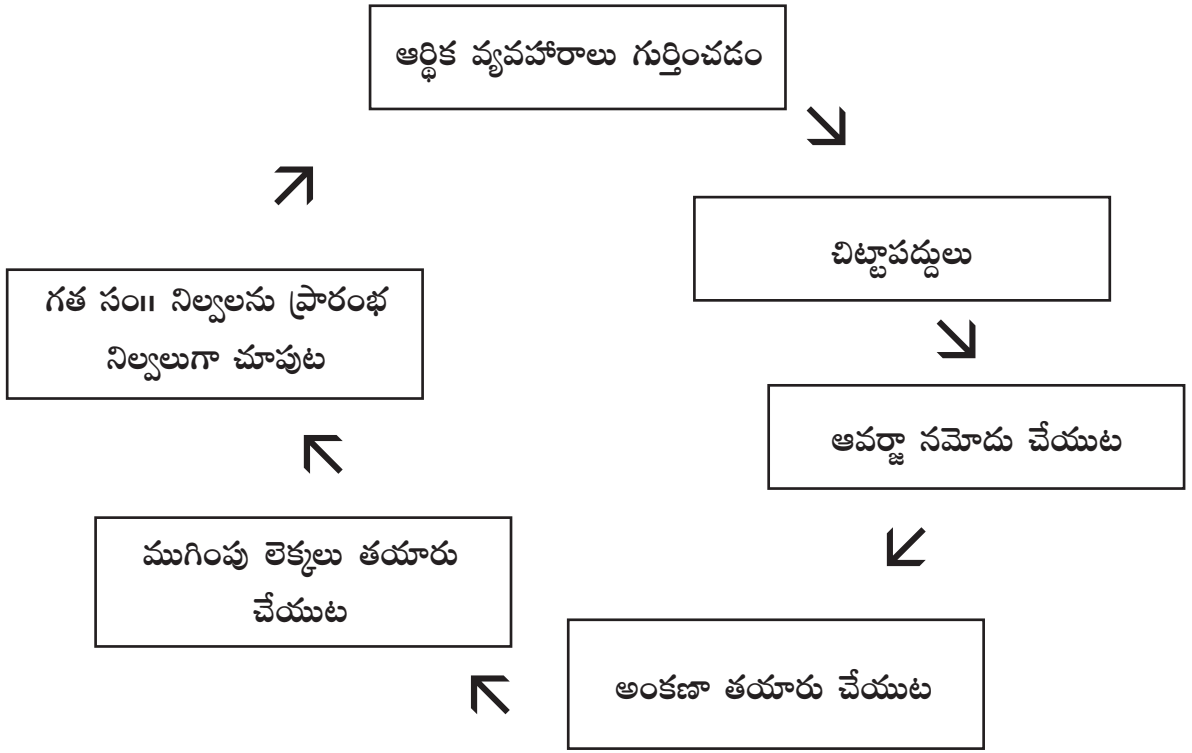 ఆర్థిక వ్యవహారాలు గుర్తించడం
చిట్టాపద్దులు
ఆవర్జా నమోదు చేయుట
అంకణా తయారు చేయుట
ముగింపు లెక్కలు తయారు
చేయుట
గత సం॥ నిల్వలను ప్రారంభ
నిల్వలుగా చూపుట